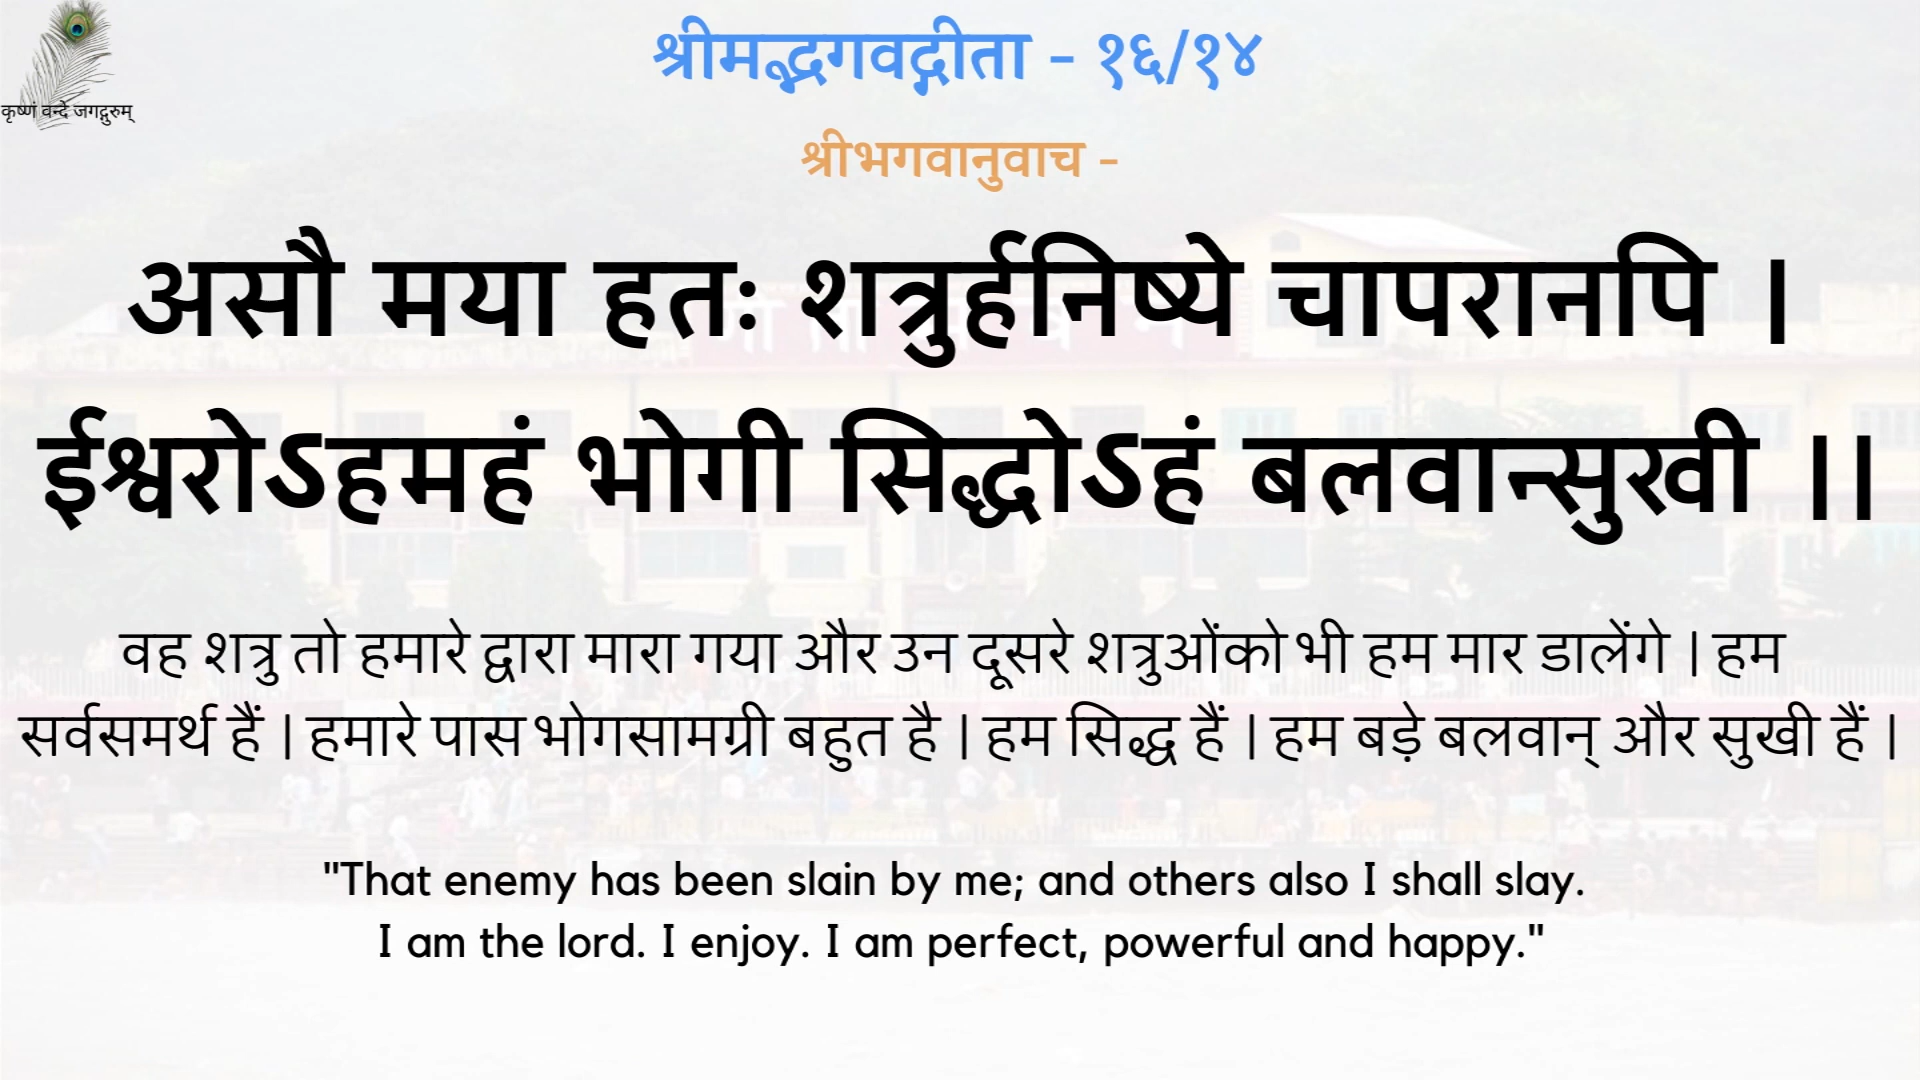 कृष्णं वन्दे जगद्गुरुम्
श्रीमद्भगवद्गीता - १६/१४
श्रीभगवानुवाच -
असौ मया हतः शत्रुर्हनिष्ये चापरानपि |
ईश्वरोऽहमहं भोगी सिद्धोऽहं बलवान्सुखी ||
वह शत्रु तो हमारे द्वारा मारा गया और उन दूसरे शत्रुओंको भी हम मार डालेंगे | हम
सर्वसमर्थ हैं | हमारे पास भोगसामग्री बहुत है | हम सिद्ध हैं | हम बड़े बलवान् और सुखी हैं |
"That enemy has been slain by me; and others also I shall slay.
I am the lord. I enjoy. I am perfect, powerful and happy."